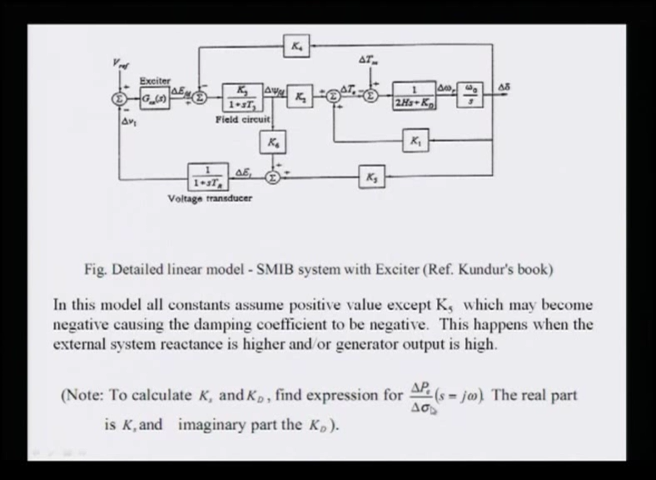 K₄
V_ref
ΔT_m
Exciter
G_ex(s)
ΔE_fd
K₃
1+sT₃
Δψ_fd
K₂
ΔT_e
1
2Hs+K_D
Δω_r
ω₀
s
Δδ
Field circuit
Δv₁
K₆
K₁
1
1+sT_R
ΔE_t
K₅
Voltage transducer
Fig. Detailed linear model - SMIB system with Exciter (Ref. Kundur's book)
In this model all constants assume positive value except K₅ which may become
negative causing the damping coefficient to be negative. This happens when the
external system reactance is higher and/or generator output is high.
(Note: To calculate K_s and K_D, find expression for ΔP_e/Δσ (s = jω) The real part
is K_s and imaginary part the K_D).